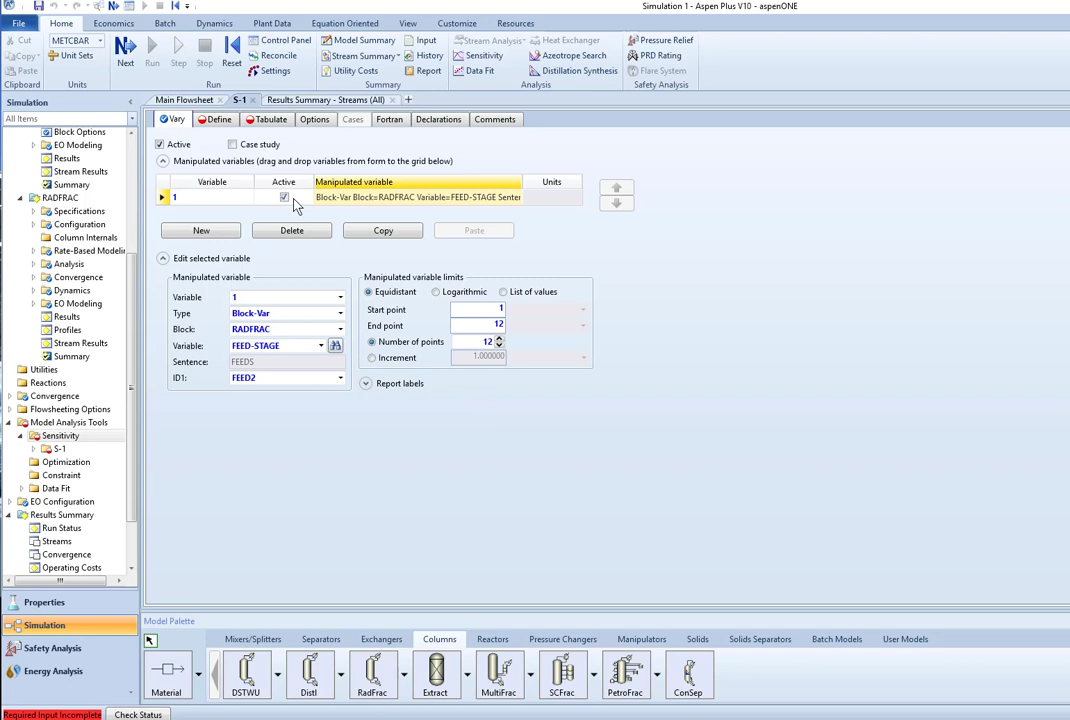 Simulation 1 - Aspen Plus V10 - aspenONE
File Home Economics Batch Dynamics Plant Data Equation Oriented View Customize Resources
Cut METCBAR Control Panel Model Summary Input Stream Analysis Heat Exchanger Pressure Relief
Copy Unit Sets Reconcile Stream Summary History Sensitivity Azeotrope Search PRD Rating
Paste Next Run Step Stop Reset Settings Utility Costs Report Data Fit Distillation Synthesis Flare System
Clipboard Units Run Summary Analysis Safety Analysis
Simulation Main Flowsheet S-1 Results Summary - Streams (All)
All Items Vary Define Tabulate Options Cases Fortran Declarations Comments
Block Options
EO Modeling
Results
Stream Results
Summary
RADFRAC
Specifications
Configuration
Column Internals
Rate-Based Modelin
Analysis
Convergence
Dynamics
EO Modeling
Results
Profiles
Stream Results
Summary
Utilities
Reactions
Convergence
Flowsheeting Options
Model Analysis Tools
Sensitivity
S-1
Optimization
Constraint
Data Fit
EO Configuration
Results Summary
Run Status
Streams
Convergence
Operating Costs
Properties
Simulation
Safety Analysis
Energy Analysis
Active Case study
Manipulated variables (drag and drop variables from form to the grid below)
Variable Active Manipulated variable Units
1 Block-Var Block=RADFRAC Variable=FEED-STAGE Senter
New Delete Copy Paste
Edit selected variable
Manipulated variable
Variable 1
Type Block-Var
Block: RADFRAC
Variable: FEED-STAGE
Sentence: FEEDS
ID1: FEED2
Manipulated variable limits
Equidistant Logarithmic List of values
Start point 1
End point 12
Number of points 12
Increment 1.000000
Report labels
Model Palette
Mixers/Splitters Separators Exchangers Columns Reactors Pressure Changers Manipulators Solids Solids Separators Batch Models User Models
Material DSTWU Distl RadFrac Extract MultiFrac SCFrac PetroFrac ConSep
Required Input Incomplete Check Status